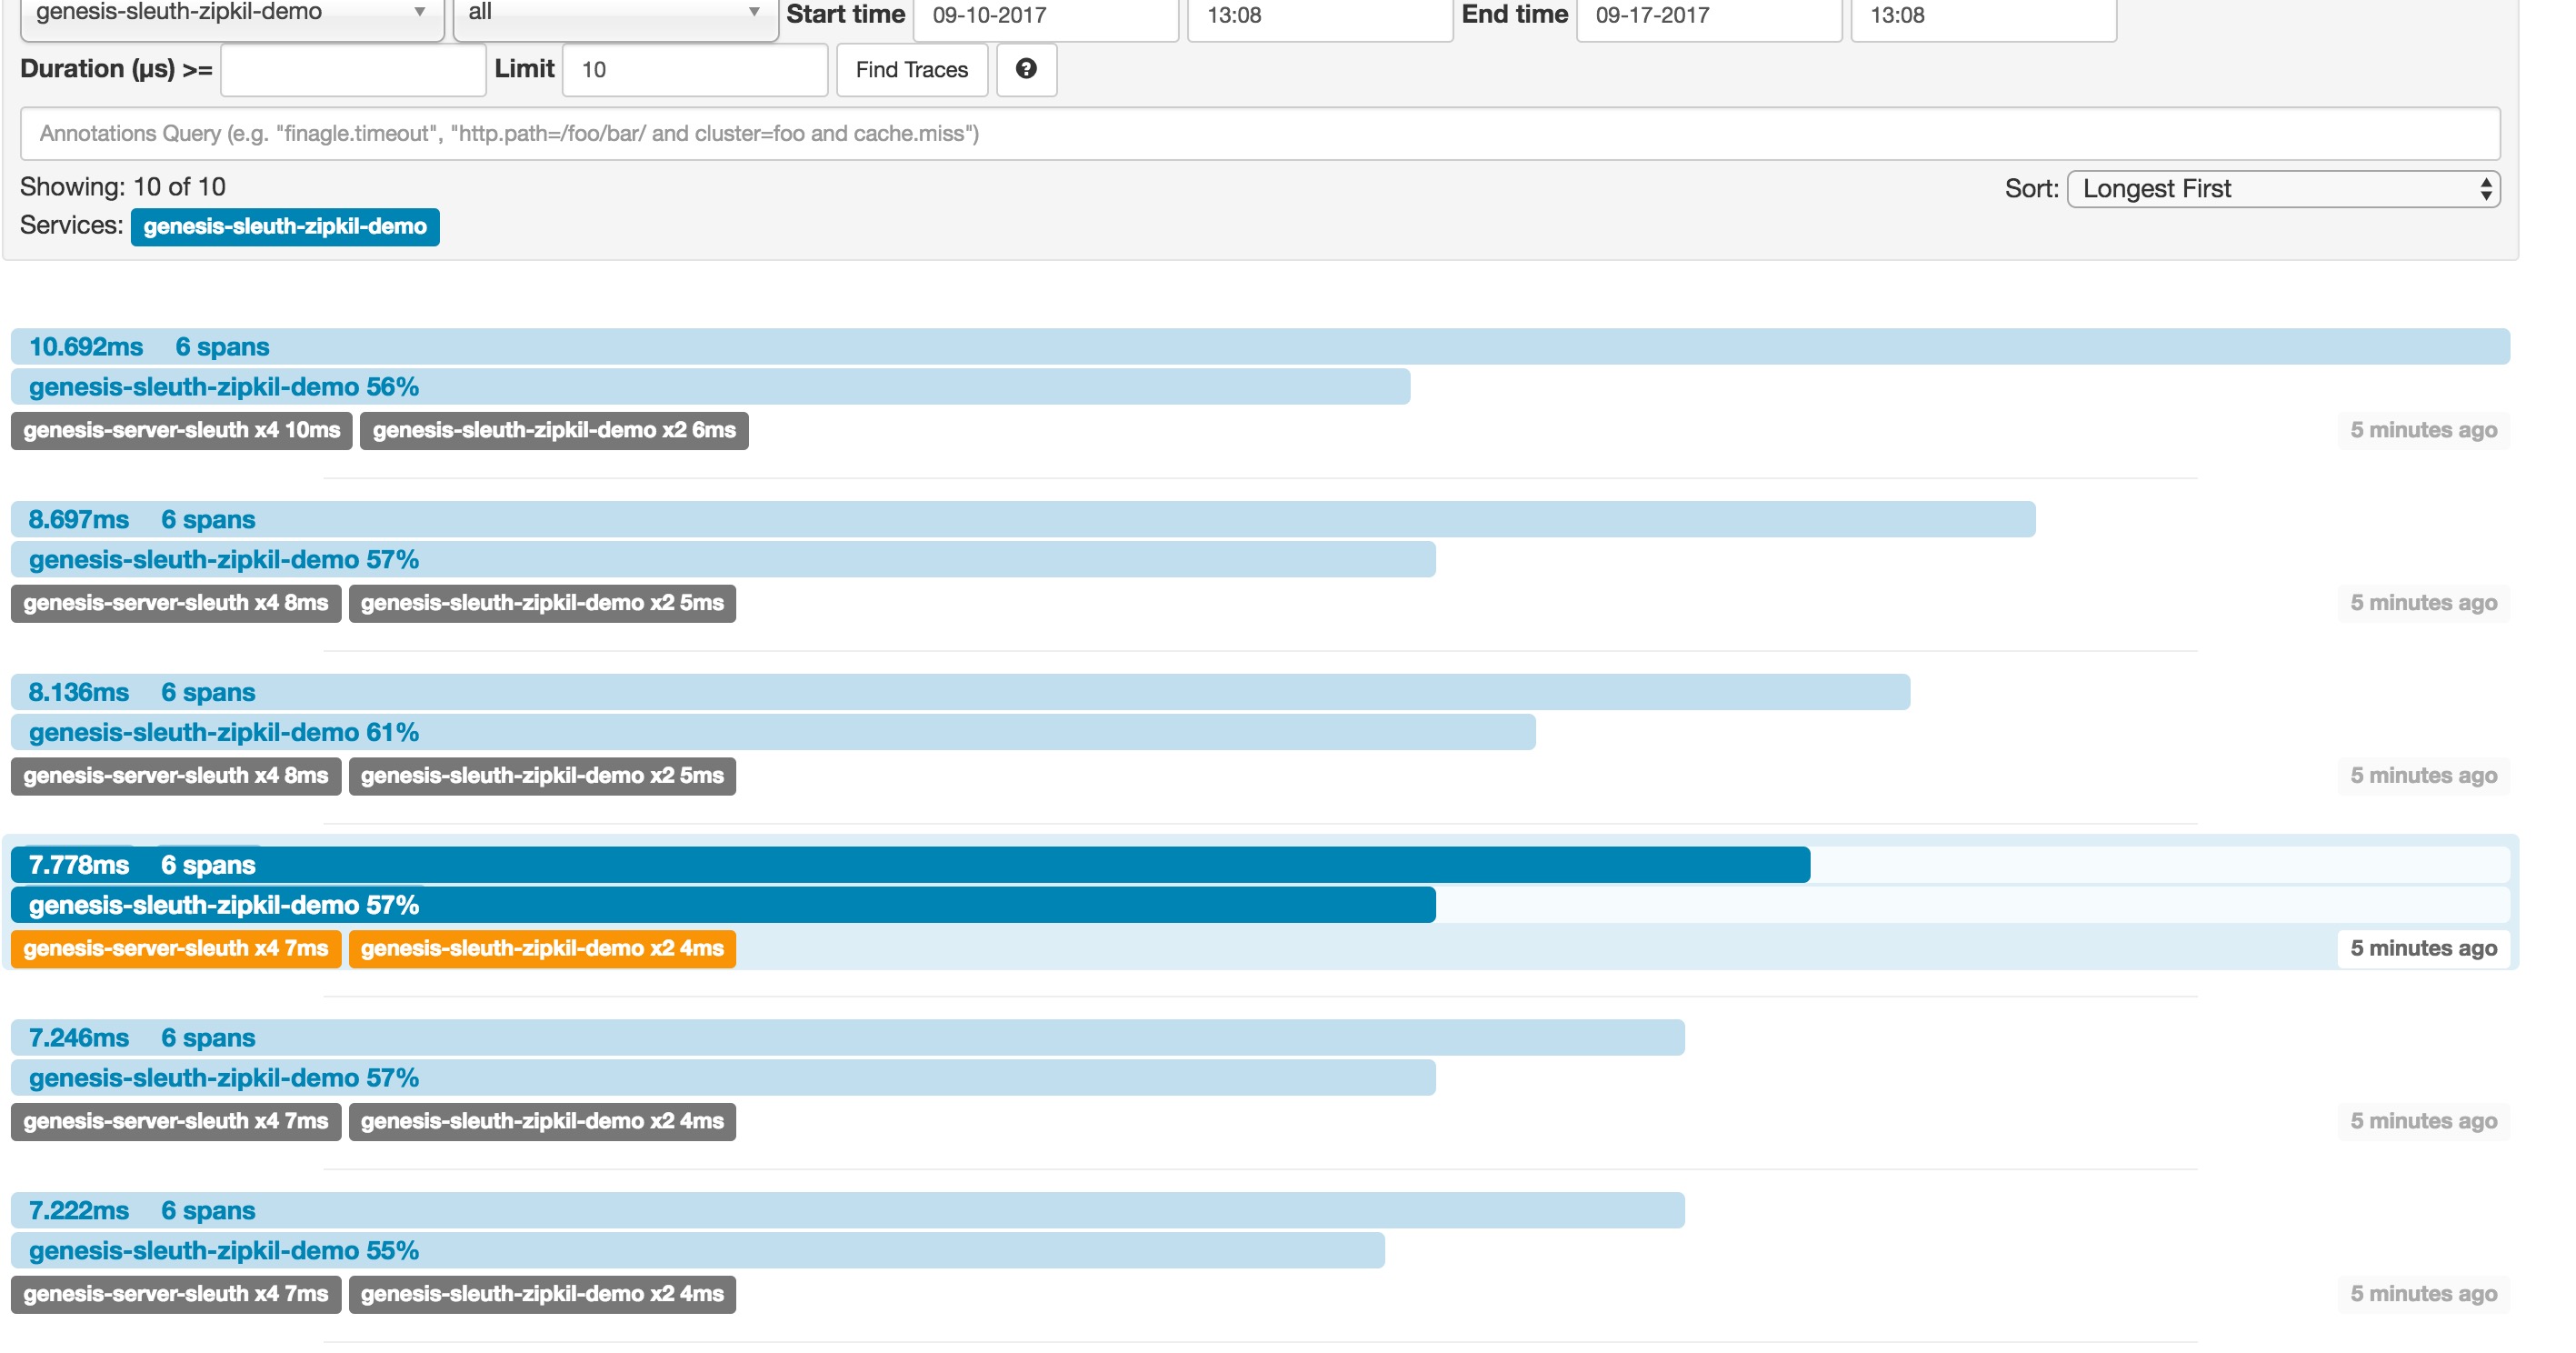 genesis-sleuth-zipkil-demo all Start time 09-10-2017 13:08 End time 09-17-2017 13:08
Duration (μs) >= Limit 10 Find Traces ?
Annotations Query (e.g. "finagle.timeout", "http.path=/foo/bar/ and cluster=foo and cache.miss")
Showing: 10 of 10 Sort: Longest First
Services: genesis-sleuth-zipkil-demo
10.692ms 6 spans
genesis-sleuth-zipkil-demo 56%
genesis-server-sleuth x4 10ms genesis-sleuth-zipkil-demo x2 6ms 5 minutes ago
8.697ms 6 spans
genesis-sleuth-zipkil-demo 57%
genesis-server-sleuth x4 8ms genesis-sleuth-zipkil-demo x2 5ms 5 minutes ago
8.136ms 6 spans
genesis-sleuth-zipkil-demo 61%
genesis-server-sleuth x4 8ms genesis-sleuth-zipkil-demo x2 5ms 5 minutes ago
7.778ms 6 spans
genesis-sleuth-zipkil-demo 57%
genesis-server-sleuth x4 7ms genesis-sleuth-zipkil-demo x2 4ms 5 minutes ago
7.246ms 6 spans
genesis-sleuth-zipkil-demo 57%
genesis-server-sleuth x4 7ms genesis-sleuth-zipkil-demo x2 4ms 5 minutes ago
7.222ms 6 spans
genesis-sleuth-zipkil-demo 55%
genesis-server-sleuth x4 7ms genesis-sleuth-zipkil-demo x2 4ms 5 minutes ago